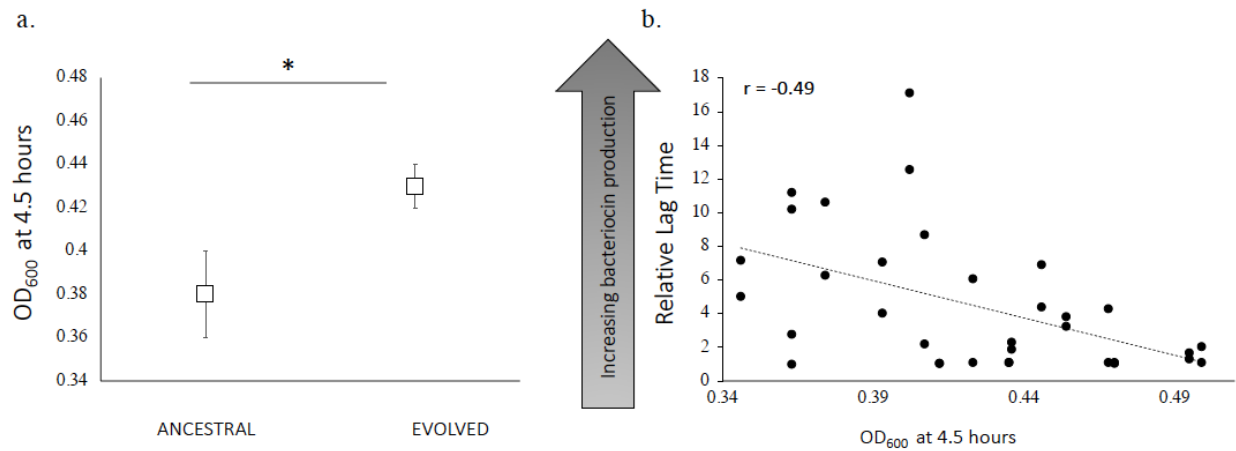 a.
*
0.48
0.46
0.44
0.42
0.4
0.38
0.36
0.34
OD600 at 4.5 hours
ANCESTRAL
EVOLVED
Increasing bacteriocin production
b.
r = -0.49
18
16
14
12
10
8
6
4
2
0
Relative Lag Time
0.34
0.39
0.44
0.49
OD600 at 4.5 hours